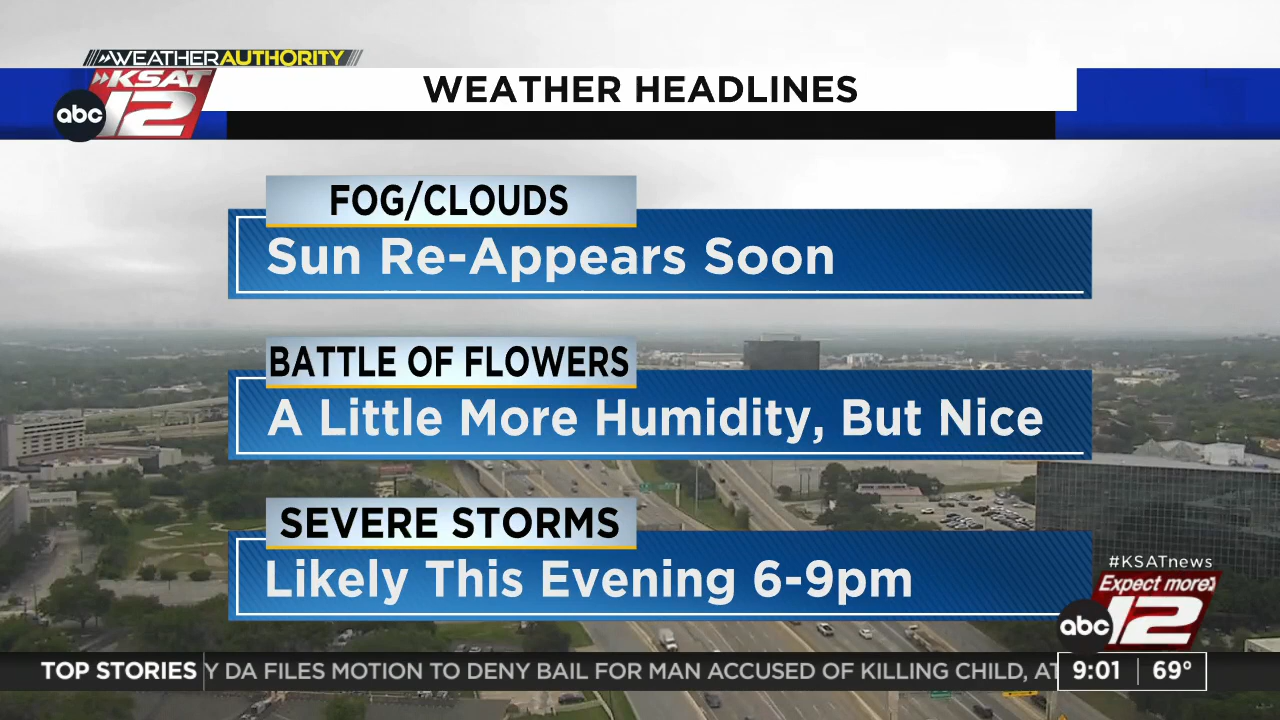 WEATHERAUTHORITY
KSAT
abc 12
WEATHER HEADLINES
FOG/CLOUDS
Sun Re-Appears Soon
BATTLE OF FLOWERS
A Little More Humidity, But Nice
SEVERE STORMS
Likely This Evening 6-9pm
#KSATnews
Expect more
abc 12
TOP STORIES Y DA FILES MOTION TO DENY BAIL FOR MAN ACCUSED OF KILLING CHILD, AT 9:01 69°